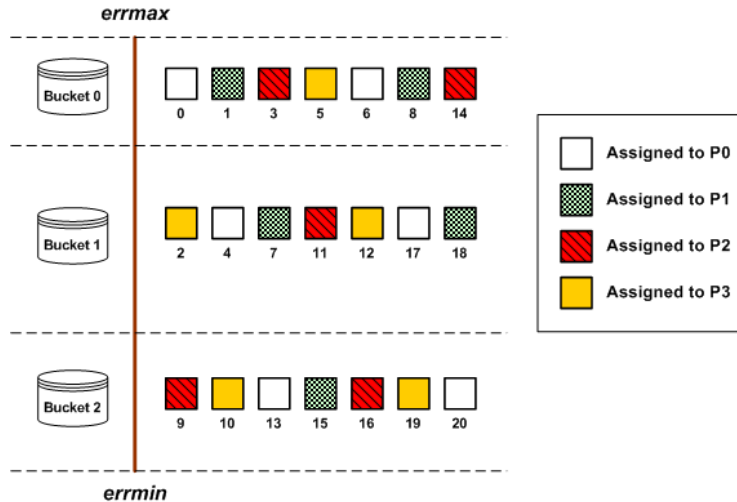 errmax
Bucket 0
0 1 3 5 6 8 14
Bucket 1
2 4 7 11 12 17 18
Bucket 2
9 10 13 15 16 19 20
errmin
Assigned to P0
Assigned to P1
Assigned to P2
Assigned to P3